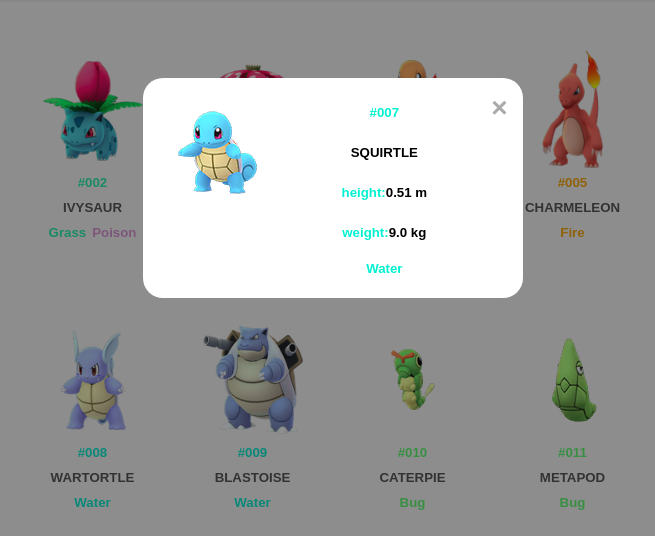 #007
×
SQUIRTLE
height:0.51 m
weight:9.0 kg
Water
#002
#005
IVYSAUR
CHARMELEON
Grass Poison
Fire
#008
#009
#010
#011
WARTORTLE
BLASTOISE
CATERPIE
METAPOD
Water
Water
Bug
Bug